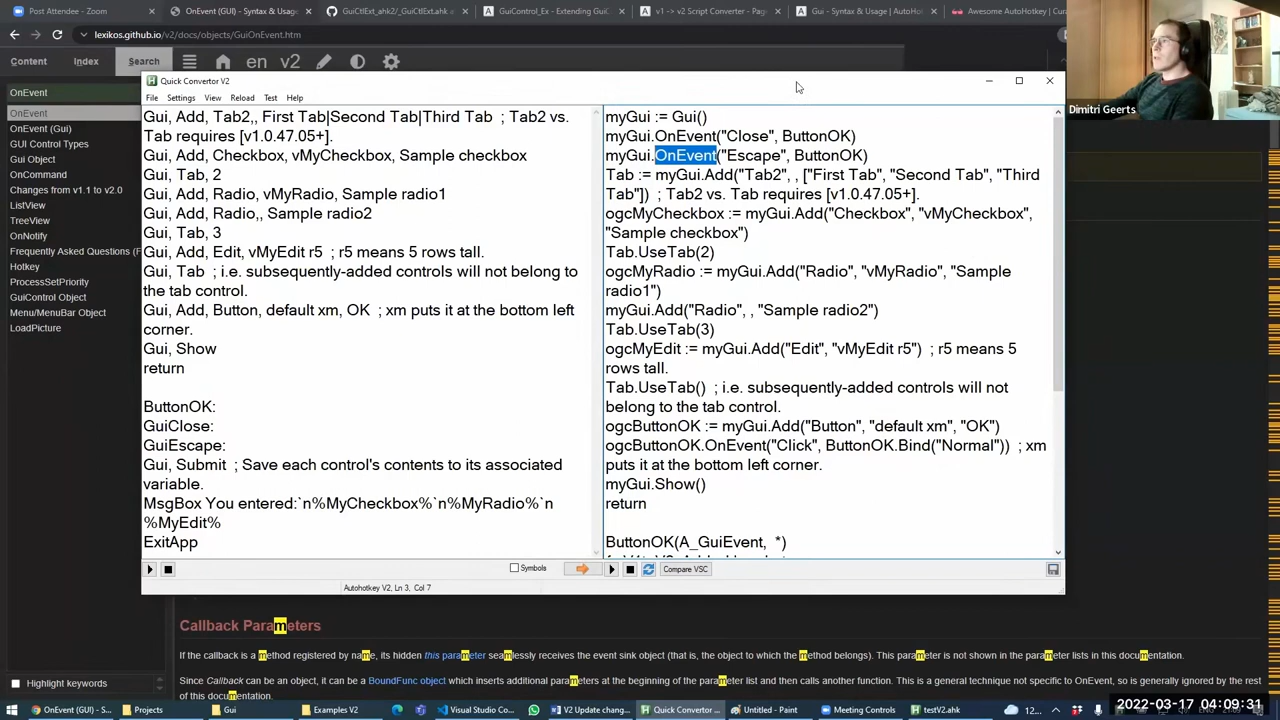 Post Attendee
OnEvent (GUI) - Syntax & Usag
GuiCtlExt_ahk2/_GuiCtlExt.ahk
GuiControl_Ex - Extending GuiCo
v1 -> v2 Script Converter - Page
Gui - Syntax & Usage | AutoHot
Awesome AutoHotkey | Cura
lexikos.github.io/v2/docs/objects/GuiOnEvent.htm
Content
Index
Search
en
v2
Dimitri Geerts
OnEvent
OnEvent
OnEvent (Gui)
GUI Control Types
Gui Object
OnCommand
Changes from v1.1 to v2.0
ListView
TreeView
OnNotify
Frequently Asked Questions (F
Hotkey
ProcessSetPriority
GuiControl Object
Menu/MenuBar Object
LoadPicture
Quick Convertor V2
File Settings View Reload Test Help
Gui, Add, Tab2,, First Tab|Second Tab|Third Tab  ; Tab2 vs.
Tab requires [v1.0.47.05+].
Gui, Add, Checkbox, vMyCheckbox, Sample checkbox
Gui, Tab, 2
Gui, Add, Radio, vMyRadio, Sample radio1
Gui, Add, Radio,, Sample radio2
Gui, Tab, 3
Gui, Add, Edit, vMyEdit r5  ; r5 means 5 rows tall.
Gui, Tab  ; i.e. subsequently-added controls will not belong to
the tab control.
Gui, Add, Button, default xm, OK  ; xm puts it at the bottom left
corner.
Gui, Show
return
ButtonOK:
GuiClose:
GuiEscape:
Gui, Submit  ; Save each control's contents to its associated
variable.
MsgBox You entered:`n%MyCheckbox%`n%MyRadio%`n
%MyEdit%
ExitApp
myGui := Gui()
myGui.OnEvent("Close", ButtonOK)
myGui.OnEvent("Escape", ButtonOK)
Tab := myGui.Add("Tab2", , ["First Tab", "Second Tab", "Third
Tab"])  ; Tab2 vs. Tab requires [v1.0.47.05+].
ogcMyCheckbox := myGui.Add("Checkbox", "vMyCheckbox",
"Sample checkbox")
Tab.UseTab(2)
ogcMyRadio := myGui.Add("Radio", "vMyRadio", "Sample
radio1")
myGui.Add("Radio", , "Sample radio2")
Tab.UseTab(3)
ogcMyEdit := myGui.Add("Edit", "vMyEdit r5")  ; r5 means 5
rows tall.
Tab.UseTab()  ; i.e. subsequently-added controls will not
belong to the tab control.
ogcButtonOK := myGui.Add("Button", "default xm", "OK")
ogcButtonOK.OnEvent("Click", ButtonOK.Bind("Normal"))  ; xm
puts it at the bottom left corner.
myGui.Show()
return
ButtonOK(A_GuiEvent, *)
Symbols
Compare VSC
Autohotkey V2, Ln 3, Col 7
Callback Parameters
If the callback is a method registered by name, its hidden this parameter seamlessly receives the event sink object (that is, the object to which the method belongs). This parameter is not shown in the parameter lists in this documentation.
Since Callback can be an object, it can be a BoundFunc object which inserts additional parameters at the beginning of the parameter list and then calls another function. This is a general technique not specific to OnEvent, so is generally ignored by the rest
of this documentation.
Highlight keywords
OnEvent (GUI) - S...
Projects
Gui
Examples V2
Visual Studio Co...
V2 Update chang...
Quick Convertor ...
Untitled - Paint
Meeting Controls
testV2.ahk
12...
2022-03-17 04:09:31